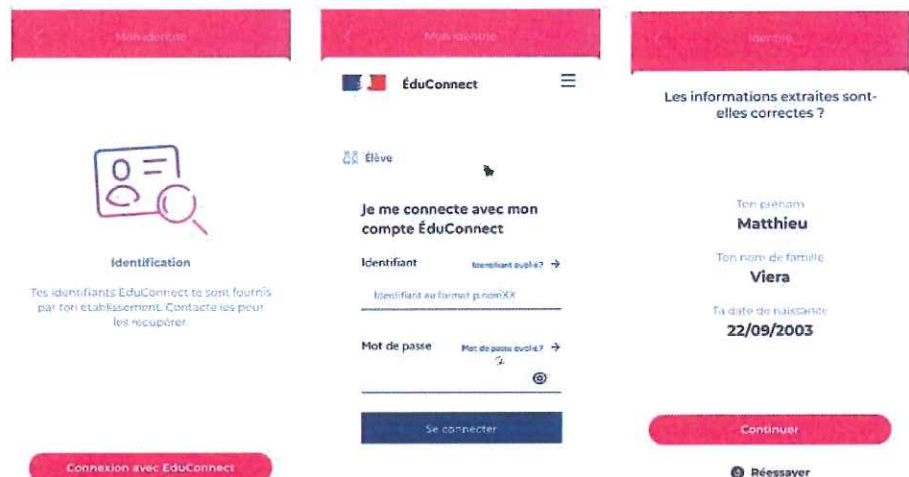 Mon identité
Identification
Tes identifiants ÉduConnect te sont fournis
par ton établissement. Contacte les pour
les récupérer.
Connexion avec ÉduConnect
Mon identité
ÉduConnect
Élève
Je me connecte avec mon
compte ÉduConnect
Identifiant
Identifiant oublié ? →
Identifiant au format p.nomXX
Mot de passe
Mot de passe oublié ? →
Se connecter
Identité
Les informations extraites sont-
elles correctes ?
Ton prénom
Matthieu
Ton nom de famille
Viera
Ta date de naissance
22/09/2003
Continuer
Réessayer